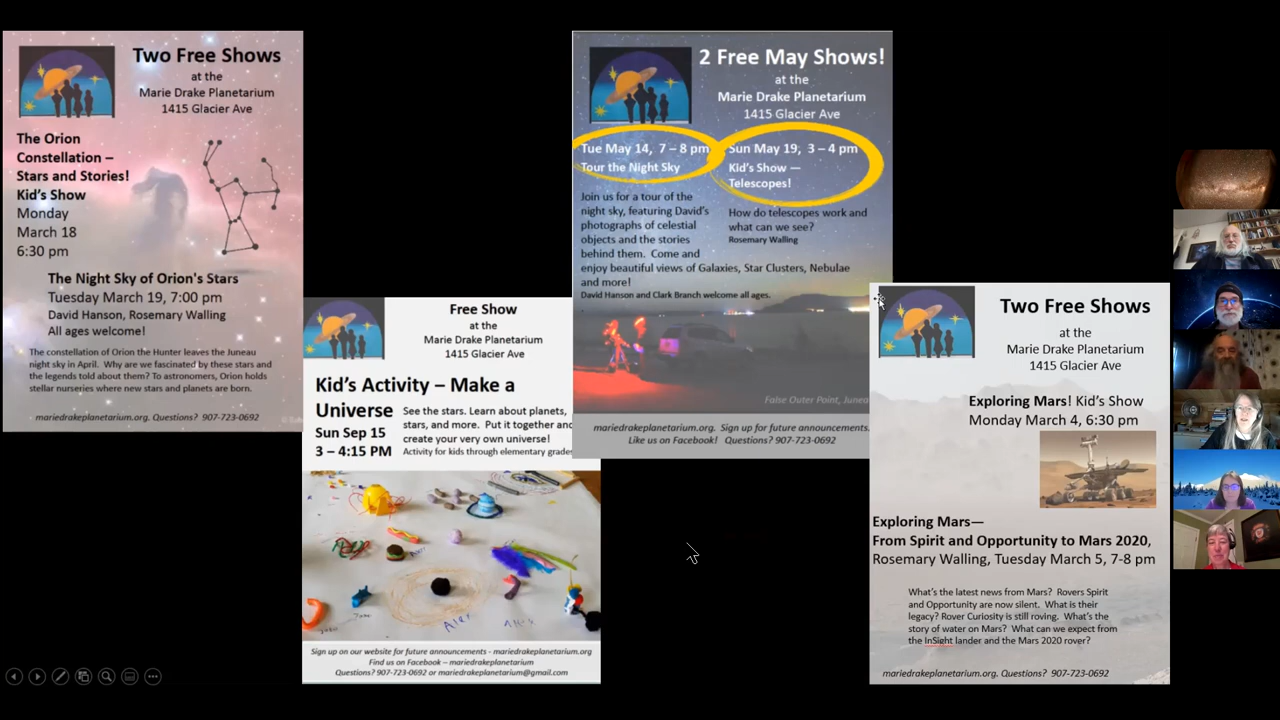 Two Free Shows
at the
Marie Drake Planetarium
1415 Glacier Ave
The Orion
Constellation –
Stars and Stories!
Kid's Show
Monday
March 18
6:30 pm
The Night Sky of Orion's Stars
Tuesday March 19, 7:00 pm
David Hanson, Rosemary Walling
All ages welcome!
The constellation of Orion the Hunter leaves the Juneau
night sky in April. Why are we fascinated by these stars and
the legends told about them? To astronomers, Orion holds
stellar nurseries where new stars and planets are born.
mariedrakeplanetarium.org. Questions? 907-723-0692
Free Show
at the
Marie Drake Planetarium
1415 Glacier Ave
Kid's Activity – Make a
Universe
Sun Sep 15
3 – 4:15 PM
See the stars. Learn about planets,
stars, and more. Put it together and
create your very own universe!
Activity for kids through elementary grades
Alex
Sign up on our website for future announcements - mariedrakeplanetarium.org
Find us on Facebook – mariedrakeplanetarium
Questions? 907-723-0692 or mariedrakeplanetarium@gmail.com
2 Free May Shows!
at the
Marie Drake Planetarium
1415 Glacier Ave
Tue May 14, 7 – 8 pm
Tour the Night Sky
Sun May 19, 3 – 4 pm
Kid's Show —
Telescopes!
Join us for a tour of the
night sky, featuring David's
photographs of celestial
objects and the stories
behind them. Come and
enjoy beautiful views of Galaxies, Star Clusters, Nebulae
and more!
David Hanson and Clark Branch welcome all ages.
How do telescopes work and
what can we see?
Rosemary Walling
False Outer Point, Junea
mariedrakeplanetarium.org. Sign up for future announcements.
Like us on Facebook! Questions? 907-723-0692
Two Free Shows
at the
Marie Drake Planetarium
1415 Glacier Ave
Exploring Mars! Kid's Show
Monday March 4, 6:30 pm
Exploring Mars—
From Spirit and Opportunity to Mars 2020,
Rosemary Walling, Tuesday March 5, 7-8 pm
What's the latest news from Mars? Rovers Spirit
and Opportunity are now silent. What is their
legacy? Rover Curiosity is still roving. What's the
story of water on Mars? What can we expect from
the InSight lander and the Mars 2020 rover?
mariedrakeplanetarium.org. Questions? 907-723-0692